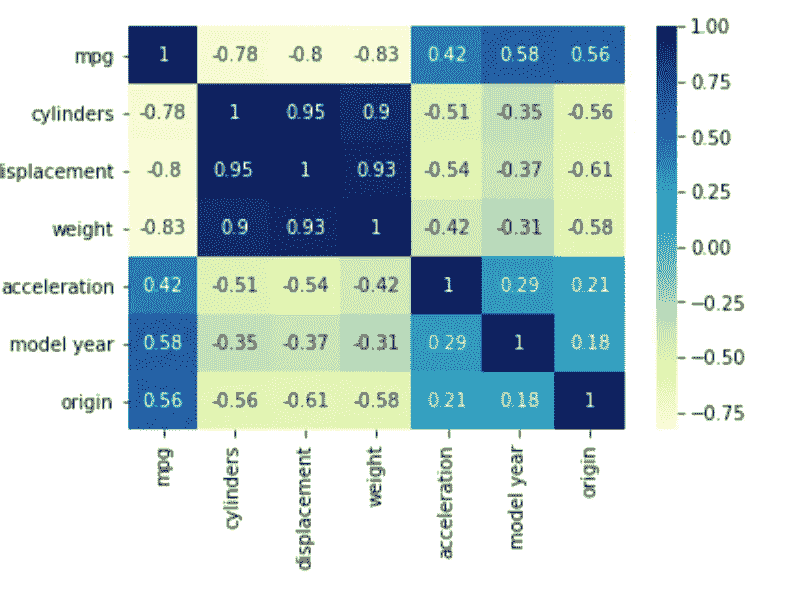 mpg 1 -0.78 -0.8 -0.83 0.42 0.58 0.56
cylinders -0.78 1 0.95 0.9 -0.51 -0.35 -0.56
isplacement -0.8 0.95 1 0.93 -0.54 -0.37 -0.61
weight -0.83 0.9 0.93 1 -0.42 -0.31 -0.58
acceleration 0.42 -0.51 -0.54 -0.42 1 0.29 0.21
model year 0.58 -0.35 -0.37 -0.31 0.29 1 0.18
origin 0.56 -0.56 -0.61 -0.58 0.21 0.18 1
mpg
cylinders
displacement
weight
acceleration
model year
origin
1.00
0.75
0.50
0.25
0.00
-0.25
-0.50
-0.75